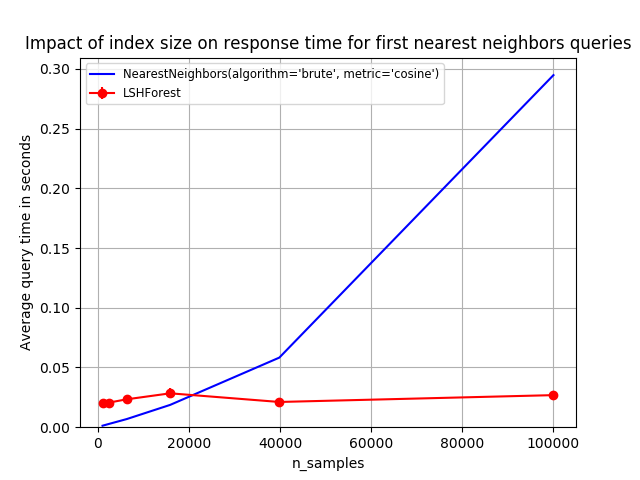 Impact of index size on response time for first nearest neighbors queries
NearestNeighbors(algorithm='brute', metric='cosine')
LSHForest
Average query time in seconds
0.30
0.25
0.20
0.15
0.10
0.05
0.00
0 20000 40000 60000 80000 100000
n_samples